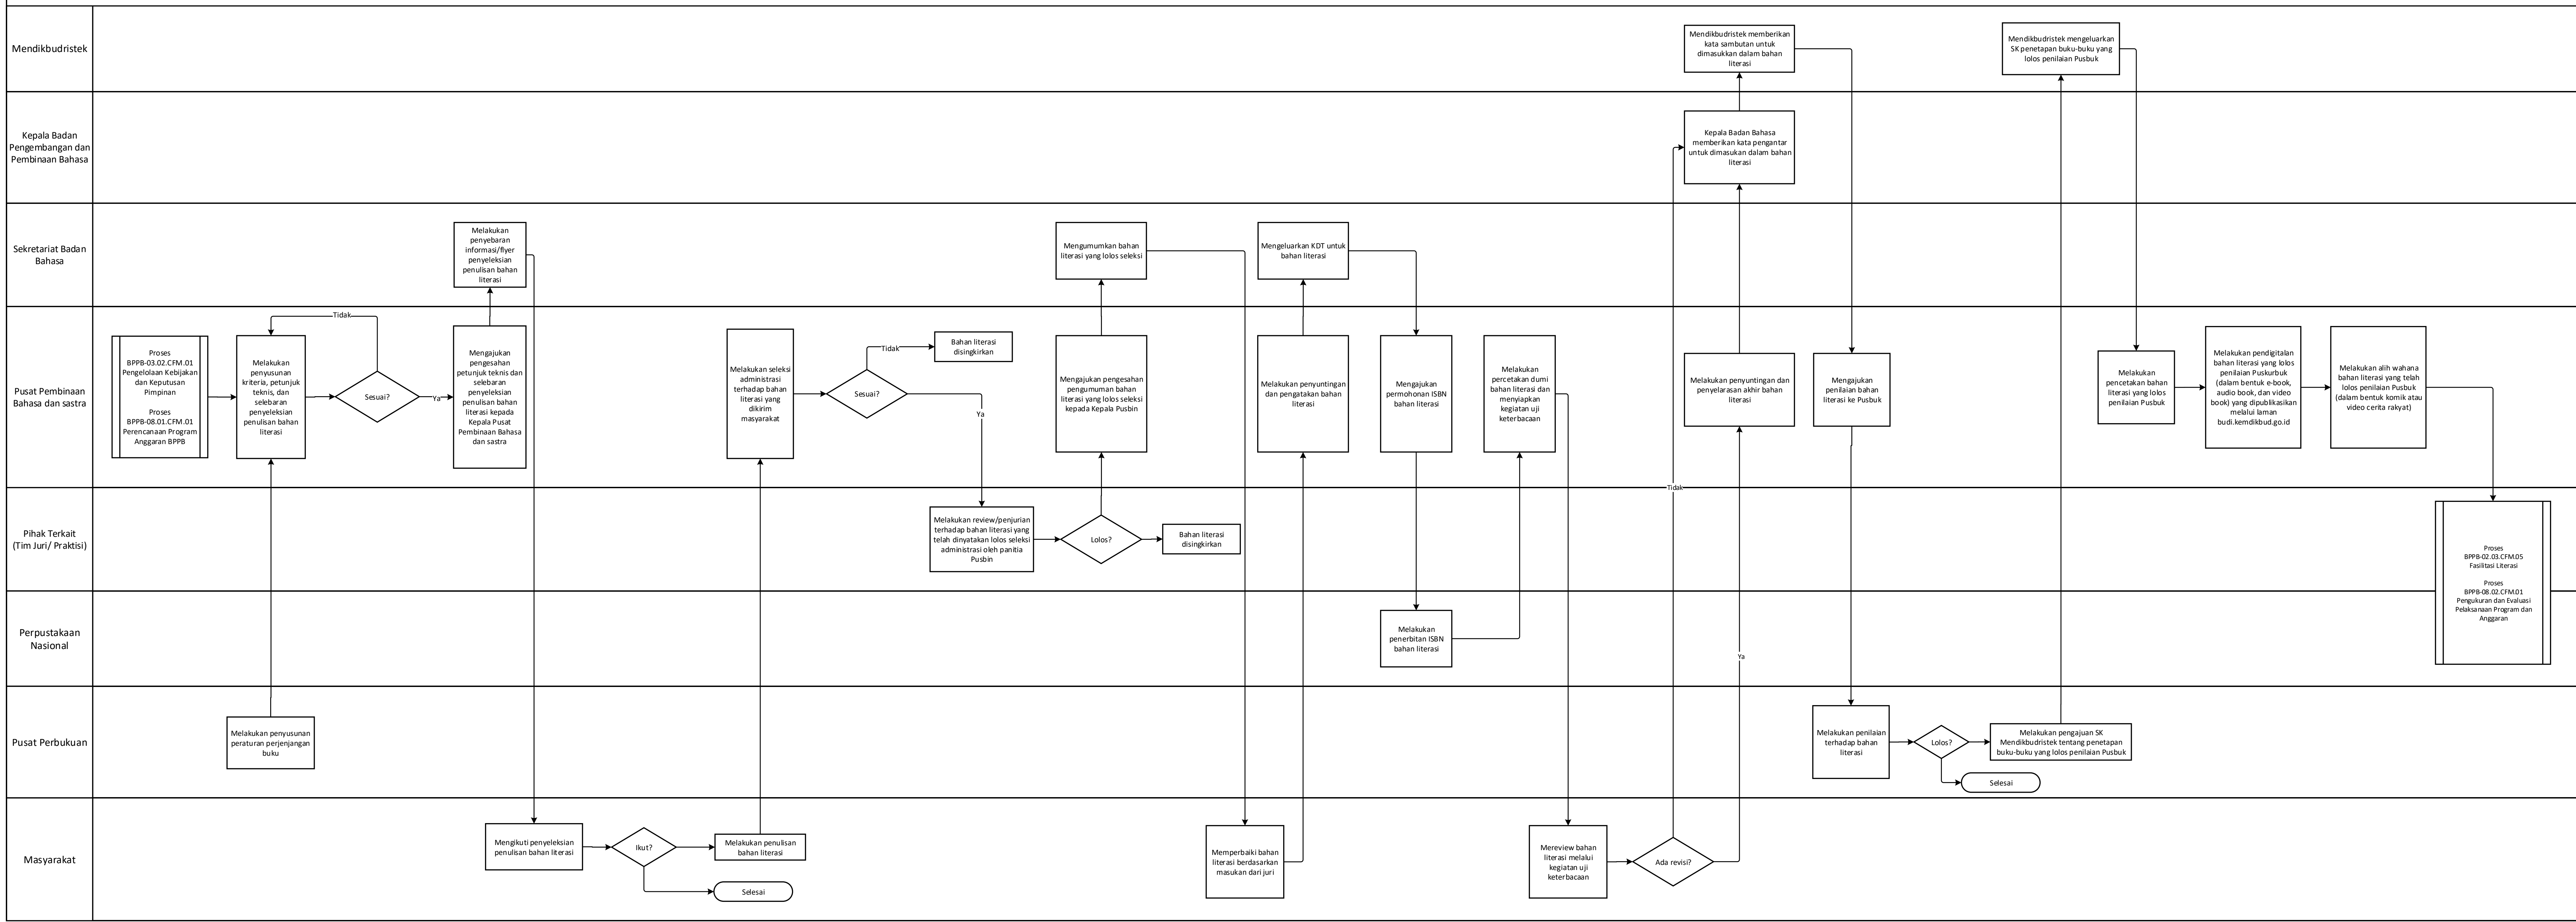 Mendikbudristek
Mendikbudristek memberikan
kata sambutan untuk
dimasukkan dalam bahan
literasi
Mendikbudristek mengeluarkan
SK penetapan buku-buku yang
lolos penilaian Pusbuk
Kepala Badan
Pengembangan dan
Pembinaan Bahasa
Kepala Badan Bahasa
memberikan kata pengantar
untuk dimasukan dalam bahan
literasi
Sekretariat Badan
Bahasa
Melakukan
penyebaran
informasi/flyer
penyeleksian
penulisan bahan
literasi
Mengumumkan bahan
literasi yang lolos seleksi
Mengeluarkan KDT untuk
bahan literasi
Pusat Pembinaan
Bahasa dan sastra
Proses
BPPB-03.02.CFM.01
Pengelolaan Kebijakan
dan Keputusan
Pimpinan
Proses
BPPB-08.01.CFM.01
Perencanaan Program
Anggaran BPPB
Melakukan
penyusunan
kriteria, petunjuk
teknis, dan
selebaran
penyeleksian
penulisan bahan
literasi
Tidak
Sesuai?
Ya
Mengajukan
pengesahan
petunjuk teknis dan
selebaran
penyeleksian
penulisan bahan
literasi kepada
Kepala Pusat
Pembinaan Bahasa
dan sastra
Melakukan seleksi
administrasi
terhadap bahan
literasi yang
dikirim
masyarakat
Sesuai?
Tidak
Bahan literasi
disingkirkan
Ya
Mengajukan pengesahan
pengumuman bahan
literasi yang lolos seleksi
kepada Kepala Pusbin
Melakukan penyuntingan
dan pengatakan bahan
literasi
Mengajukan
permohonan ISBN
bahan literasi
Melakukan
percetakan dumi
bahan literasi dan
menyiapkan
kegiatan uji
keterbacaan
Melakukan penyuntingan dan
penyelarasan akhir bahan
literasi
Mengajukan
penilaian bahan
literasi ke Pusbuk
Melakukan
percetakan bahan
literasi yang lolos
penilaian Pusbuk
Melakukan pendigitalan
bahan literasi yang lolos
penilaian Puskurbuk
(dalam bentuk e-book,
audio book, dan video
book) yang dipublikasikan
melalui laman
budi.kemdikbud.go.id
Melakukan alih wahana
bahan literasi yang telah
lolos penilaian Pusbuk
(dalam bentuk komik atau
video cerita rakyat)
Tidak
Pihak Terkait
(Tim Juri/ Praktisi)
Melakukan review/penjurian
terhadap bahan literasi yang
telah dinyatakan lolos seleksi
administrasi oleh panitia
Pusbin
Lolos?
Bahan literasi
disingkirkan
Proses
BPPB-02.03.CFM.05
Fasilitasi Literasi
Proses
BPPB-08.02.CFM.01
Pengukuran dan Evaluasi
Pelaksanaan Program dan
Anggaran
Perpustakaan
Nasional
Melakukan
penerbitan ISBN
bahan literasi
Ya
Pusat Perbukuan
Melakukan penyusunan
peraturan perjenjangan
buku
Melakukan penilaian
terhadap bahan
literasi
Lolos?
Melakukan pengajuan SK
Mendikbudristek tentang penetapan
buku-buku yang lolos penilaian Pusbuk
Selesai
Masyarakat
Mengikuti penyeleksian
penulisan bahan literasi
Ikut?
Melakukan penulisan
bahan literasi
Selesai
Memperbaiki bahan
literasi berdasarkan
masukan dari juri
Mereview bahan
literasi melalui
kegiatan uji
keterbacaan
Ada revisi?